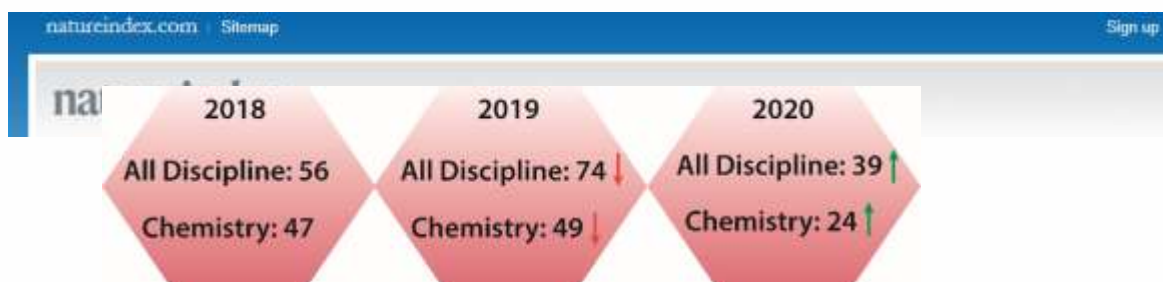 natureindex.com Sitemap Sign up
na
2018 2019 2020
All Discipline: 56 All Discipline: 74 ↓ All Discipline: 39 ↑
Chemistry: 47 Chemistry: 49 ↓ Chemistry: 24 ↑